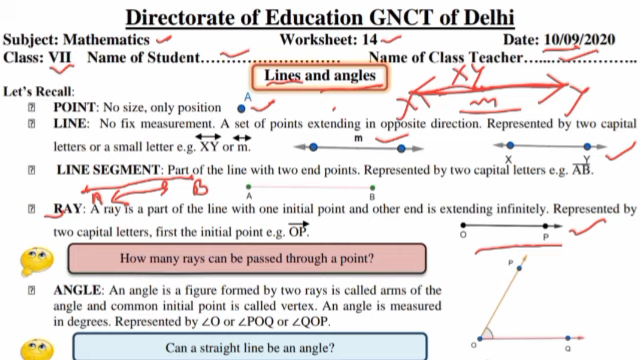 Directorate of Education GNCT of Delhi
Subject: Mathematics Worksheet: 14 Date: 10/09/2020
Class: VII Name of Student………………………… Name of Class Teacher……………………
Lines and angles
XY
Let's Recall:
A
X m Y
POINT: No size, only position
LINE: No fix measurement. A set of points extending in opposite direction. Represented by two capital
letters or a small letter e.g. XY or m.
m
X Y
LINE SEGMENT: Part of the line with two end points. Represented by two capital letters e.g. AB.
A B
A B
RAY: A ray is a part of the line with one initial point and other end is extending infinitely. Represented by
two capital letters, first the initial point e.g. OP.
O P
How many rays can be passed through a point?
P
ANGLE: An angle is a figure formed by two rays is called arms of the
angle and common initial point is called vertex. An angle is measured
in degrees. Represented by ∠O or ∠POQ or ∠QOP.
O Q
Can a straight line be an angle?